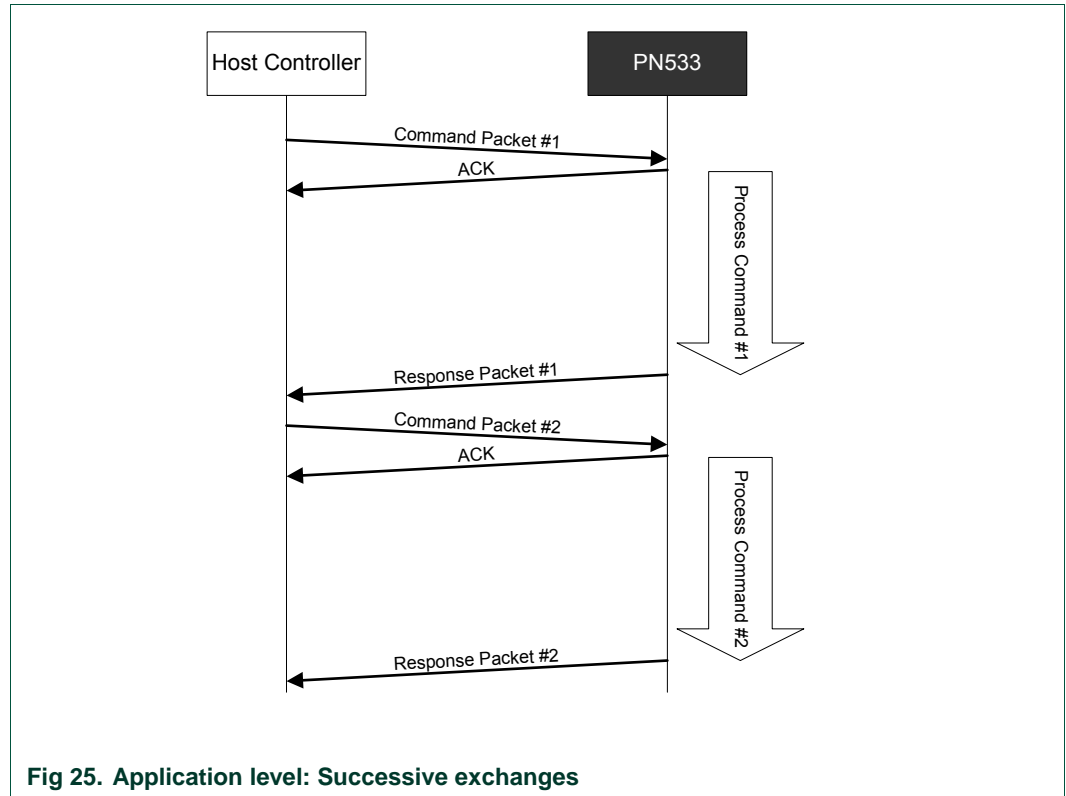 Host Controller
PN533
Command Packet #1
ACK
Process Command #1
Response Packet #1
Command Packet #2
ACK
Process Command #2
Response Packet #2
Fig 25. Application level: Successive exchanges